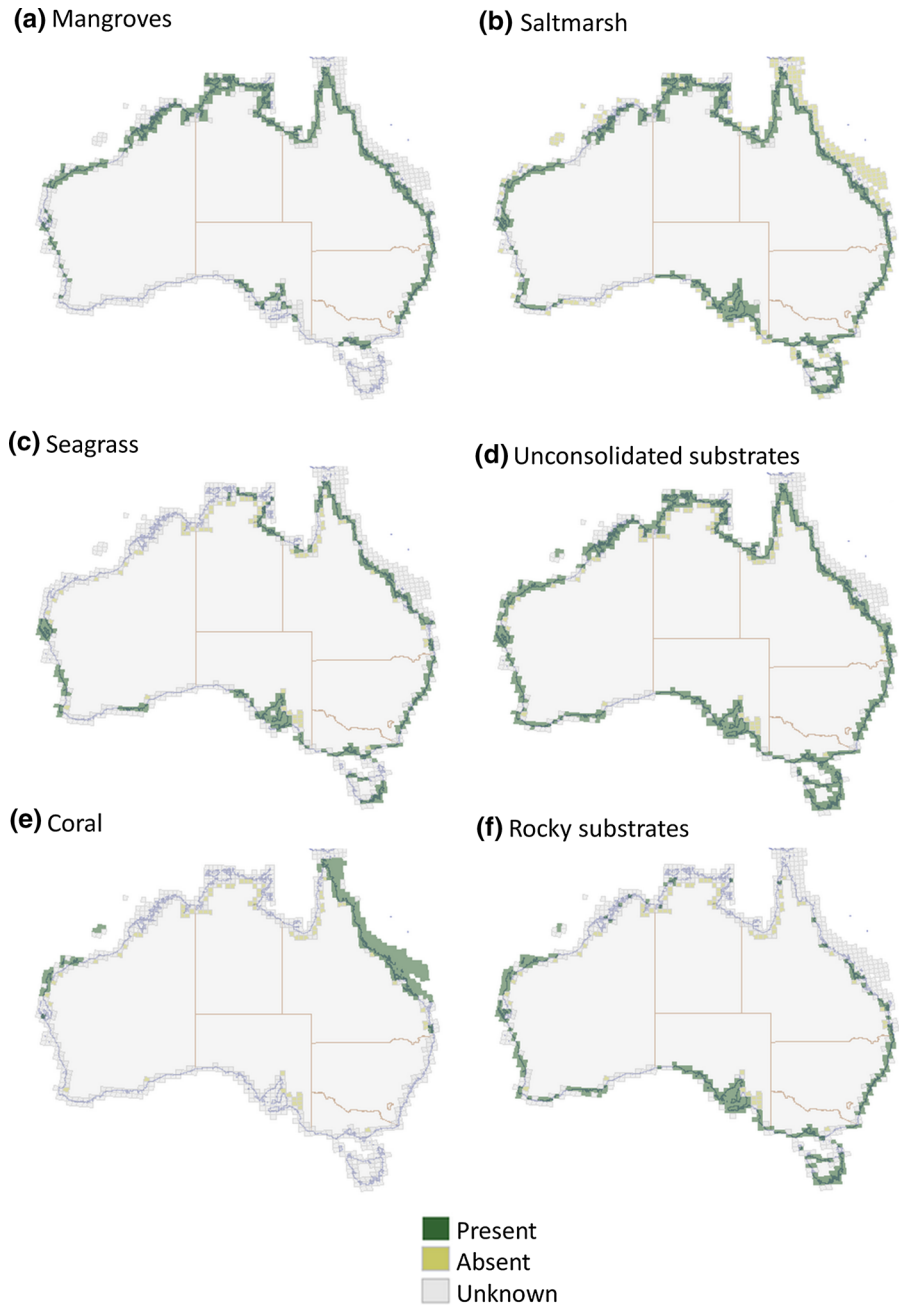 (a) Mangroves
(b) Saltmarsh
(c) Seagrass
(d) Unconsolidated substrates
(e) Coral
(f) Rocky substrates
Present
Absent
Unknown